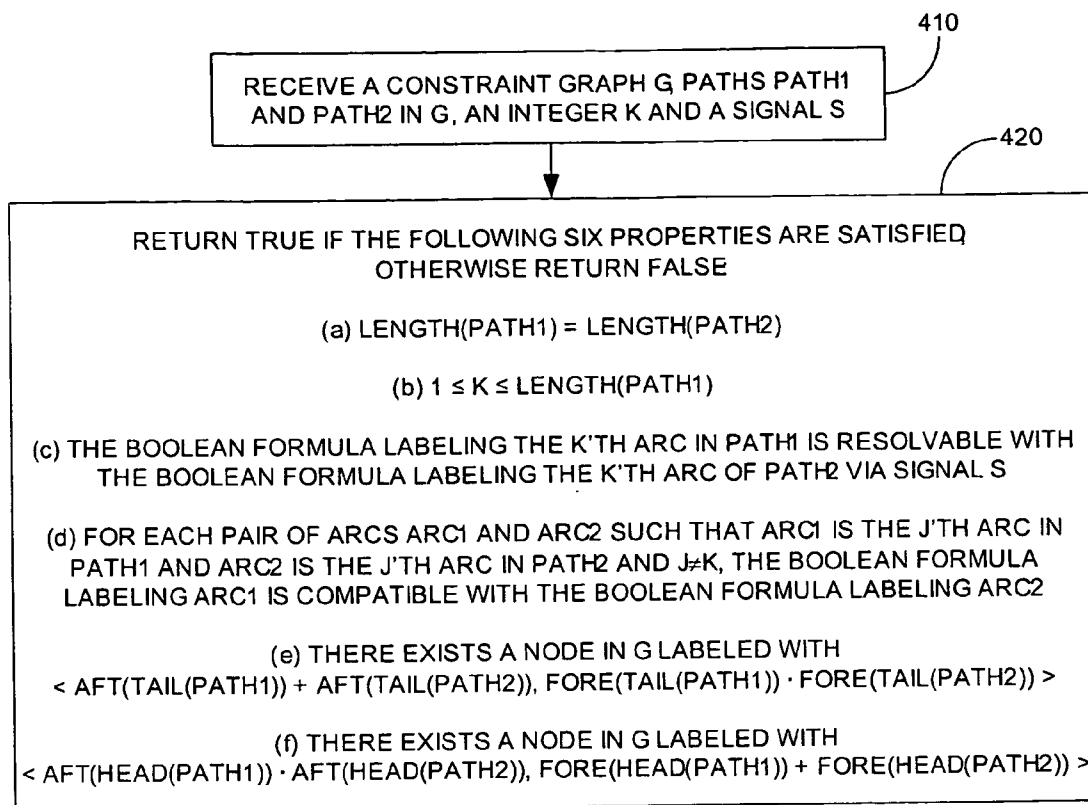 410
RECEIVE A CONSTRAINT GRAPH G, PATHS PATH1
AND PATH2 IN G, AN INTEGER K AND A SIGNAL S
420
RETURN TRUE IF THE FOLLOWING SIX PROPERTIES ARE SATISFIED,
OTHERWISE RETURN FALSE
(a) LENGTH(PATH1) = LENGTH(PATH2)
(b) 1 ≤ K ≤ LENGTH(PATH1)
(c) THE BOOLEAN FORMULA LABELING THE K'TH ARC IN PATH1 IS RESOLVABLE WITH
THE BOOLEAN FORMULA LABELING THE K'TH ARC OF PATH2 VIA SIGNAL S
(d) FOR EACH PAIR OF ARCS ARC1 AND ARC2 SUCH THAT ARC1 IS THE J'TH ARC IN
PATH1 AND ARC2 IS THE J'TH ARC IN PATH2 AND J≠K, THE BOOLEAN FORMULA
LABELING ARC1 IS COMPATIBLE WITH THE BOOLEAN FORMULA LABELING ARC2
(e) THERE EXISTS A NODE IN G LABELED WITH
< AFT(TAIL(PATH1)) + AFT(TAIL(PATH2)), FORE(TAIL(PATH1)) · FORE(TAIL(PATH2)) >
(f) THERE EXISTS A NODE IN G LABELED WITH
< AFT(HEAD(PATH1)) · AFT(HEAD(PATH2)), FORE(HEAD(PATH1)) + FORE(HEAD(PATH2)) >